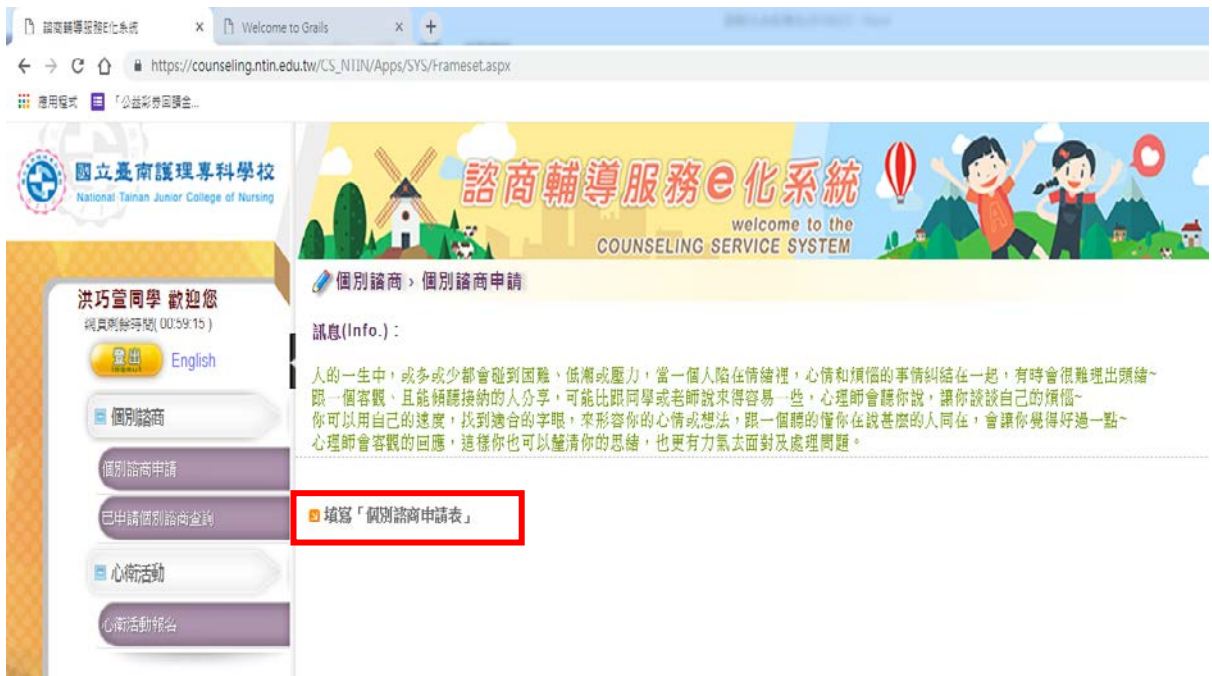 諮商輔導服務E化系統
Welcome to Grails
https://counseling.ntin.edu.tw/CS_NTIN/Apps/SYS/Frameset.aspx
應用程式
「公益彩券回饋金...
國立臺南護理專科學校
National Tainan Junior College of Nursing
諮商輔導服務e化系統
welcome to the
COUNSELING SERVICE SYSTEM
洪巧萱同學 歡迎您
網頁剩餘時間( 00:59:15 )
登出
logout
English
個別諮商
個別諮商申請
已申請個別諮商查詢
心衛活動
心衛活動報名
個別諮商 › 個別諮商申請
訊息(Info.)：
人的一生中，或多或少都會碰到困難、低潮或壓力，當一個人陷在情緒裡，心情和煩惱的事情糾結在一起，有時會很難理出頭緒~
跟一個客觀、且能傾聽接納的人分享，可能比跟同學或老師說來得容易一些，心理師會聽你說，讓你談談自己的煩惱~
你可以用自己的速度，找到適合的字眼，來形容你的心情或想法，跟一個聽的懂你在說甚麼的人同在，會讓你覺得好過一點~
心理師會客觀的回應，這樣你也可以釐清你的思緒，也更有力氣去面對及處理問題。
填寫「個別諮商申請表」